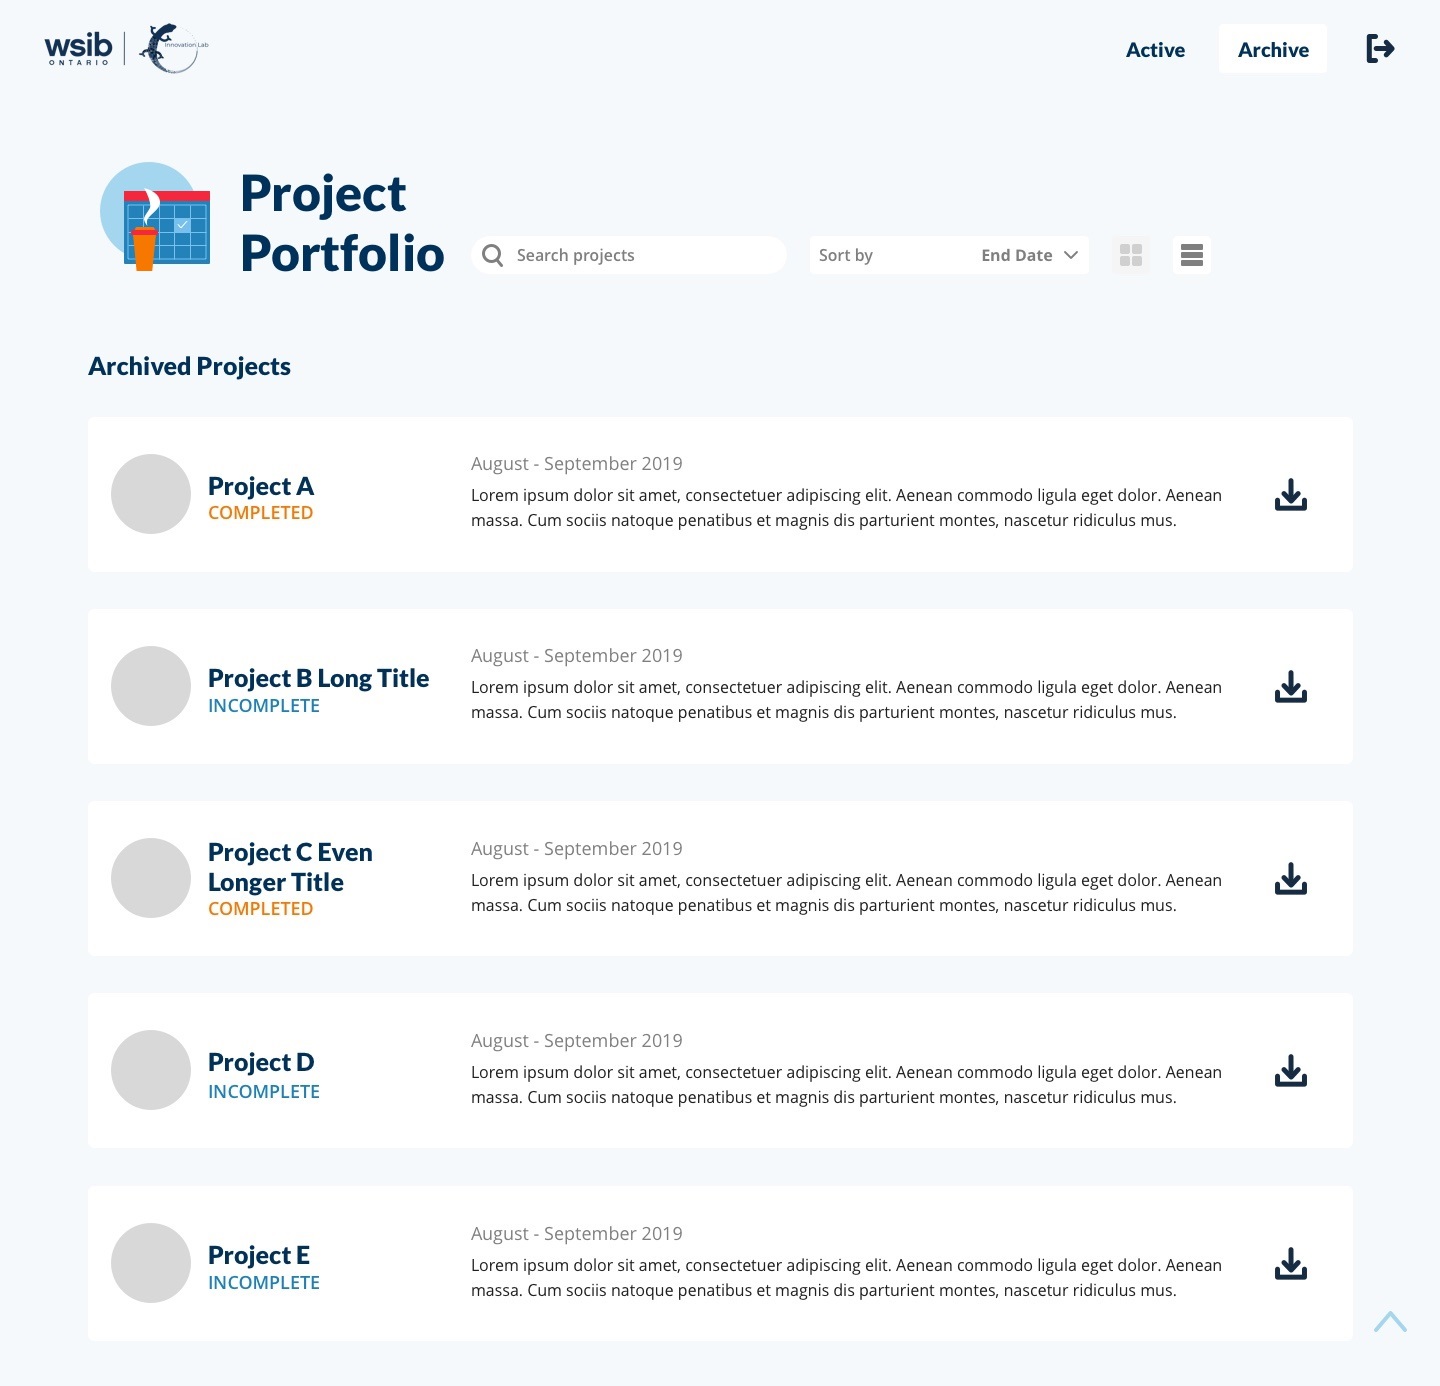 wsib
ONTARIO
Innovation Lab
Active
Archive
Project
Portfolio
Search projects
Sort by
End Date
Archived Projects
Project A
COMPLETED
August - September 2019
Lorem ipsum dolor sit amet, consectetuer adipiscing elit. Aenean commodo ligula eget dolor. Aenean
massa. Cum sociis natoque penatibus et magnis dis parturient montes, nascetur ridiculus mus.
Project B Long Title
INCOMPLETE
August - September 2019
Lorem ipsum dolor sit amet, consectetuer adipiscing elit. Aenean commodo ligula eget dolor. Aenean
massa. Cum sociis natoque penatibus et magnis dis parturient montes, nascetur ridiculus mus.
Project C Even
Longer Title
COMPLETED
August - September 2019
Lorem ipsum dolor sit amet, consectetuer adipiscing elit. Aenean commodo ligula eget dolor. Aenean
massa. Cum sociis natoque penatibus et magnis dis parturient montes, nascetur ridiculus mus.
Project D
INCOMPLETE
August - September 2019
Lorem ipsum dolor sit amet, consectetuer adipiscing elit. Aenean commodo ligula eget dolor. Aenean
massa. Cum sociis natoque penatibus et magnis dis parturient montes, nascetur ridiculus mus.
Project E
INCOMPLETE
August - September 2019
Lorem ipsum dolor sit amet, consectetuer adipiscing elit. Aenean commodo ligula eget dolor. Aenean
massa. Cum sociis natoque penatibus et magnis dis parturient montes, nascetur ridiculus mus.